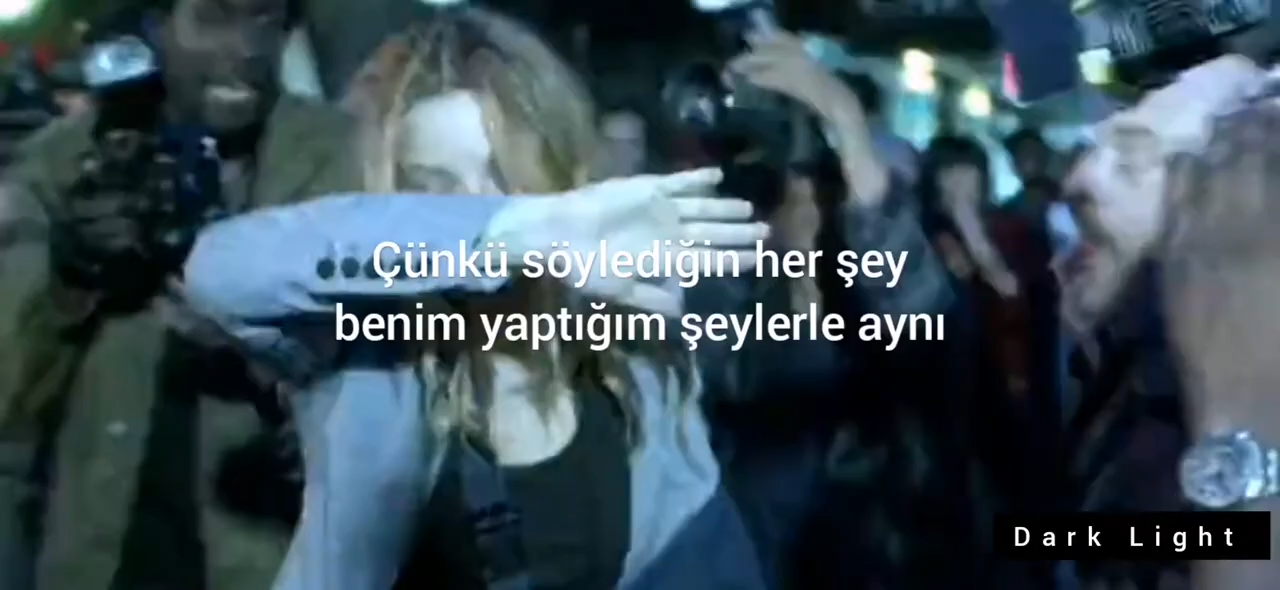 Çünkü söylediğin her şey
benim yaptığım şeylerle aynı
Dark Light